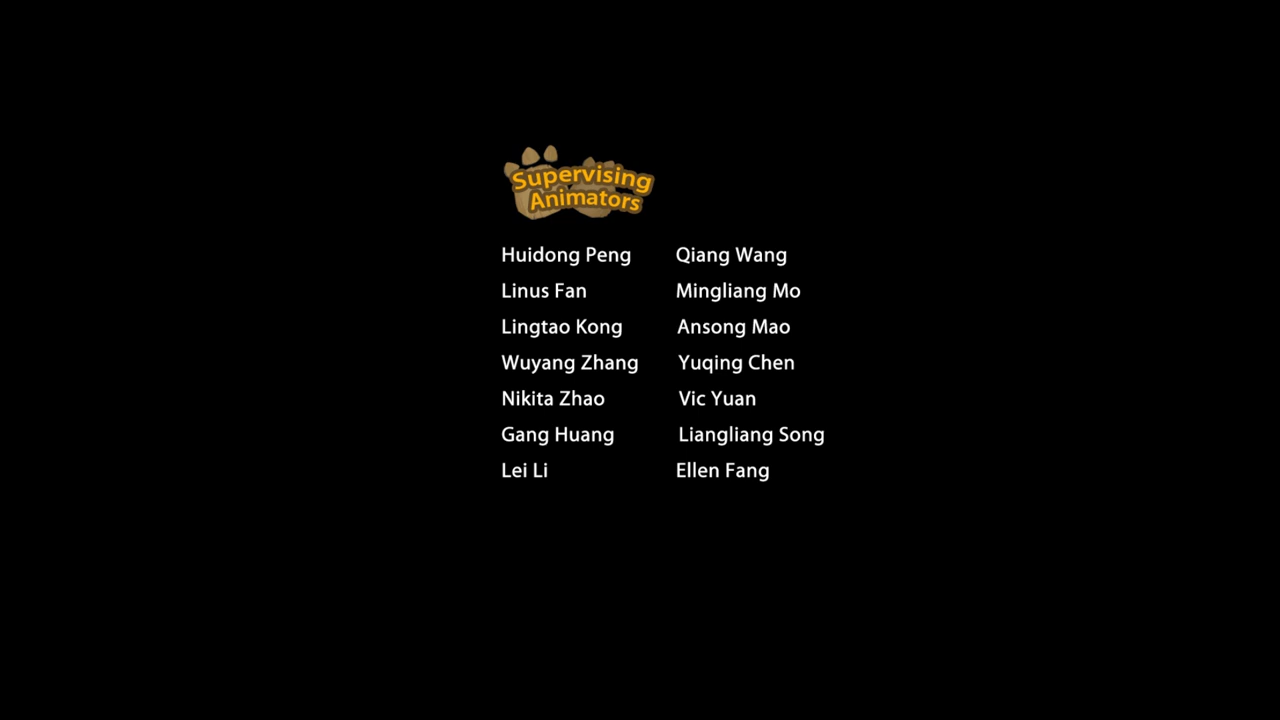 Supervising
Animators
Huidong Peng Qiang Wang
Linus Fan Mingliang Mo
Lingtao Kong Ansong Mao
Wuyang Zhang Yuqing Chen
Nikita Zhao Vic Yuan
Gang Huang Liangliang Song
Lei Li Ellen Fang